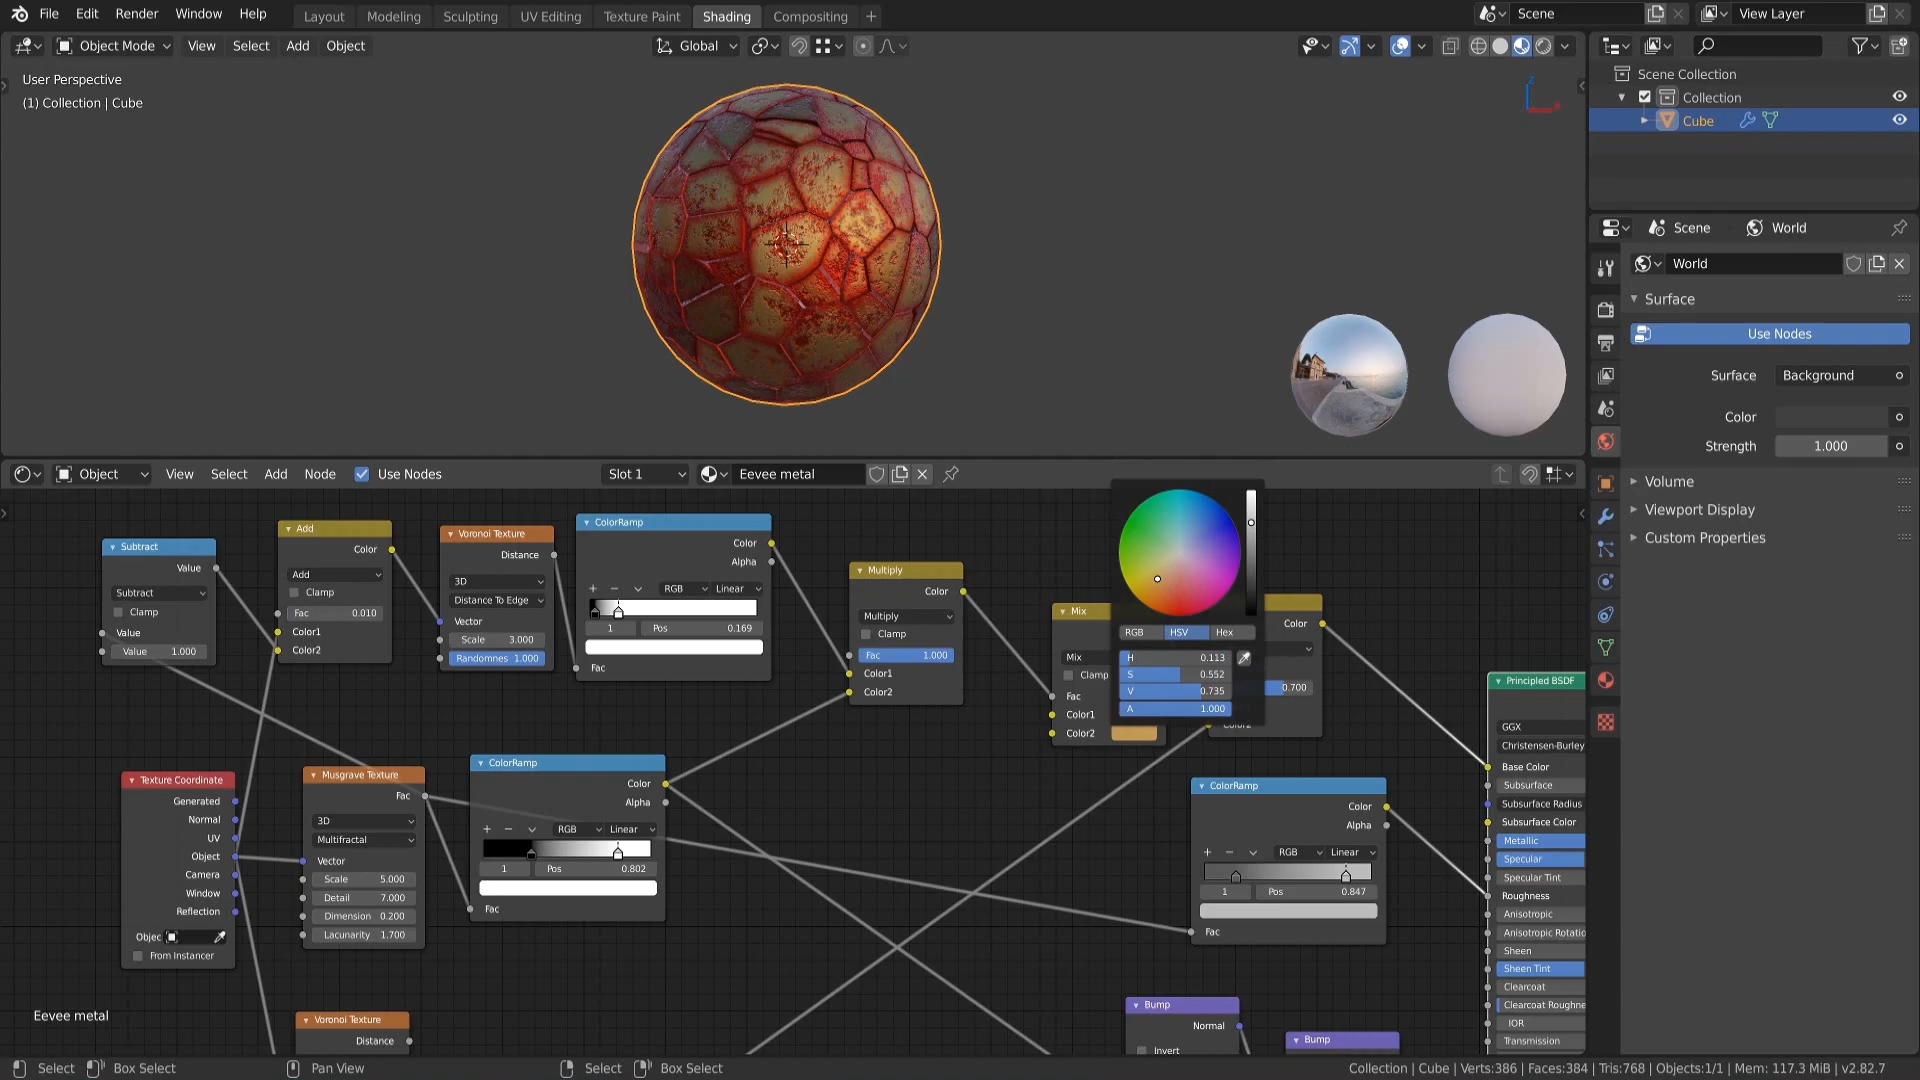 File Edit Render Window Help
Layout Modeling Sculpting UV Editing Texture Paint Shading Compositing +
Scene
View Layer
Object Mode View Select Add Object
Global
User Perspective
(1) Collection | Cube
Z
Scene Collection
Collection
Cube
Scene World
World
Surface
Use Nodes
Surface Background
Color
Strength 1.000
Volume
Viewport Display
Custom Properties
Object View Select Add Node Use Nodes
Slot 1
Eevee metal
Subtract
Value
Subtract
Clamp
Value
Value 1.000
Add
Color
Add
Clamp
Fac 0.010
Color1
Color2
Voronoi Texture
Distance
3D
Distance To Edge
Vector
Scale 3.000
Randomnes 1.000
ColorRamp
Color
Alpha
RGB Linear
1 Pos 0.169
Fac
Multiply
Color
Multiply
Clamp
Fac 1.000
Color1
Color2
Mix
Mix
Clamp
Fac
Color1
Color2
RGB HSV Hex
H 0.113
S 0.552
V 0.735
A 1.000
Color
0.700
Color2
Principled BSDF
GGX
Christensen-Burley
Base Color
Subsurface
Subsurface Radius
Subsurface Color
Metallic
Specular
Specular Tint
Roughness
Anisotropic
Anisotropic Rotatio
Sheen
Sheen Tint
Clearcoat
Clearcoat Roughne
IOR
Transmission
Texture Coordinate
Generated
Normal
UV
Object
Camera
Window
Reflection
Objec
From Instancer
Musgrave Texture
Fac
3D
Multifractal
Vector
Scale 5.000
Detail 7.000
Dimension 0.200
Lacunarity 1.700
ColorRamp
Color
Alpha
RGB Linear
1 Pos 0.802
Fac
ColorRamp
Color
Alpha
RGB Linear
1 Pos 0.847
Fac
Bump
Normal
Invert
Bump
Voronoi Texture
Distance
Eevee metal
Select Box Select Pan View Select Box Select
Collection | Cube | Verts:386 | Faces:384 | Tris:768 | Objects:1/1 | Mem: 117.3 MiB | v2.82.7